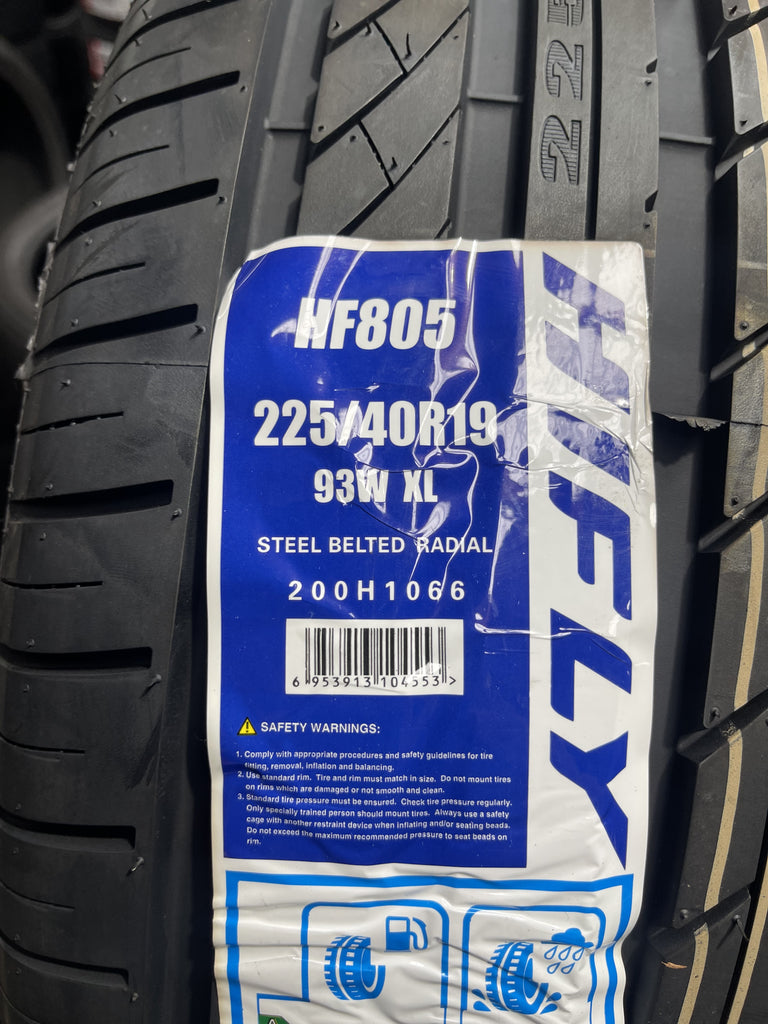 225
HF805
225/40R19
93W XL
STEEL BELTED RADIAL
200H1066
6 953913 104553 >
SAFETY WARNINGS:
1. Comply with appropriate procedures and safety guidelines for tire
fitting, removal, inflation and balancing.
2. Use standard rim. Tire and rim must match in size. Do not mount tires
on rims which are damaged or not smooth and clean.
3. Standard tire pressure must be ensured. Check tire pressure regularly.
Only specially trained person should mount tires. Always use a safety
cage with another restraint device when inflating and/or seating beads.
Do not exceed the maximum recommended pressure to seat beads on
rim.
HIFLY